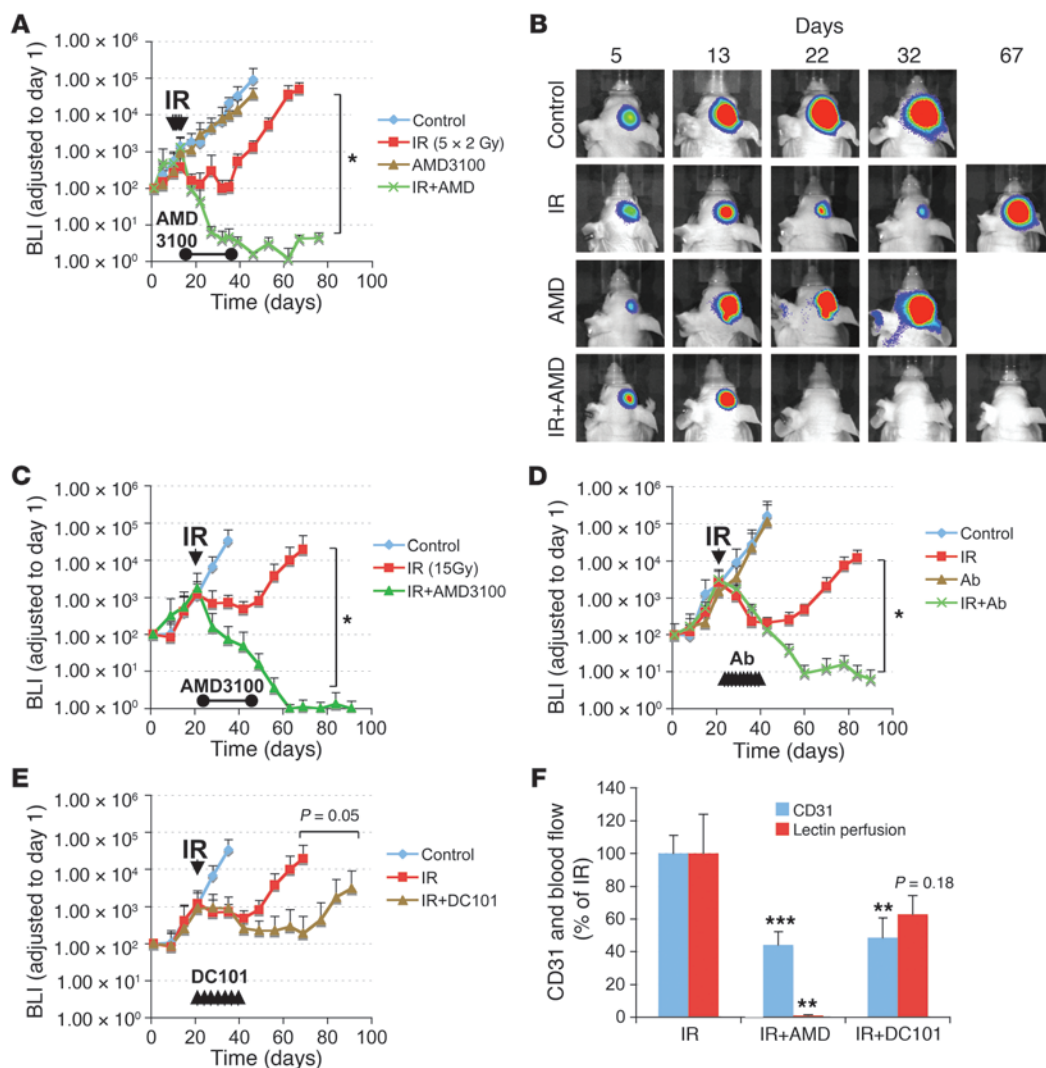 A
BLI (adjusted to day 1)
1.00 × 10⁶
1.00 × 10⁵
1.00 × 10⁴
1.00 × 10³
1.00 × 10²
1.00 × 10¹
1.00 × 10⁰
IR
AMD
3100
0 20 40 60 80 100
Time (days)
Control
IR (5 × 2 Gy)
AMD3100
IR+AMD
*
B
Days
5 13 22 32 67
Control
IR
AMD
IR+AMD
C
BLI (adjusted to day 1)
1.00 × 10⁶
1.00 × 10⁵
1.00 × 10⁴
1.00 × 10³
1.00 × 10²
1.00 × 10¹
1.00 × 10⁰
IR
AMD3100
0 20 40 60 80 100
Time (days)
Control
IR (15Gy)
IR+AMD3100
*
D
BLI (adjusted to day 1)
1.00 × 10⁶
1.00 × 10⁵
1.00 × 10⁴
1.00 × 10³
1.00 × 10²
1.00 × 10¹
1.00 × 10⁰
IR
Ab
0 20 40 60 80 100
Time (days)
Control
IR
Ab
IR+Ab
*
E
BLI (adjusted to day 1)
1.00 × 10⁶
1.00 × 10⁵
1.00 × 10⁴
1.00 × 10³
1.00 × 10²
1.00 × 10¹
1.00 × 10⁰
P = 0.05
IR
DC101
0 20 40 60 80 100
Time (days)
Control
IR
IR+DC101
F
CD31 and blood flow
(% of IR)
140
120
100
80
60
40
20
0
CD31
Lectin perfusion
***
**
**
P = 0.18
IR IR+AMD IR+DC101